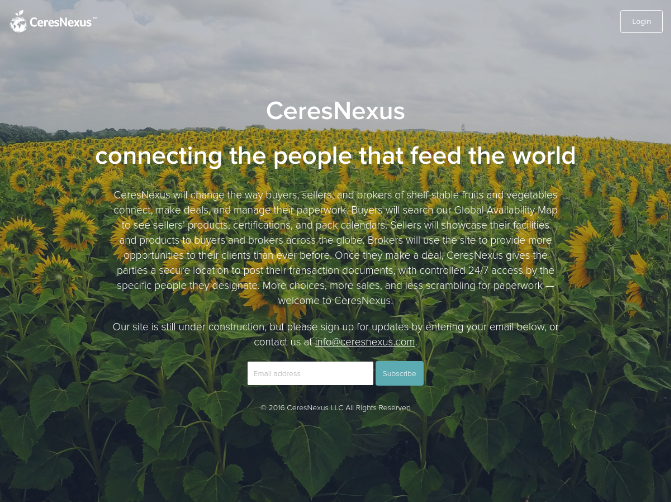 CeresNexus
Login
CeresNexus
connecting the people that feed the world
CeresNexus will change the way buyers, sellers, and brokers of shelf-stable fruits and vegetables
connect, make deals, and manage their paperwork. Buyers will search our Global Availability Map
to see sellers' products, certifications, and pack calendars. Sellers will showcase their facilities
and products to buyers and brokers across the globe. Brokers will use the site to provide more
opportunities to their clients than ever before. Once they make a deal, CeresNexus gives the
parties a secure location to post their transaction documents, with controlled 24/7 access by the
specific people they designate. More choices, more sales, and less scrambling for paperwork —
welcome to CeresNexus.
Our site is still under construction, but please sign up for updates by entering your email below, or
contact us at info@ceresnexus.com
Email address
Subscribe
© 2016 CeresNexus LLC All Rights Reserved